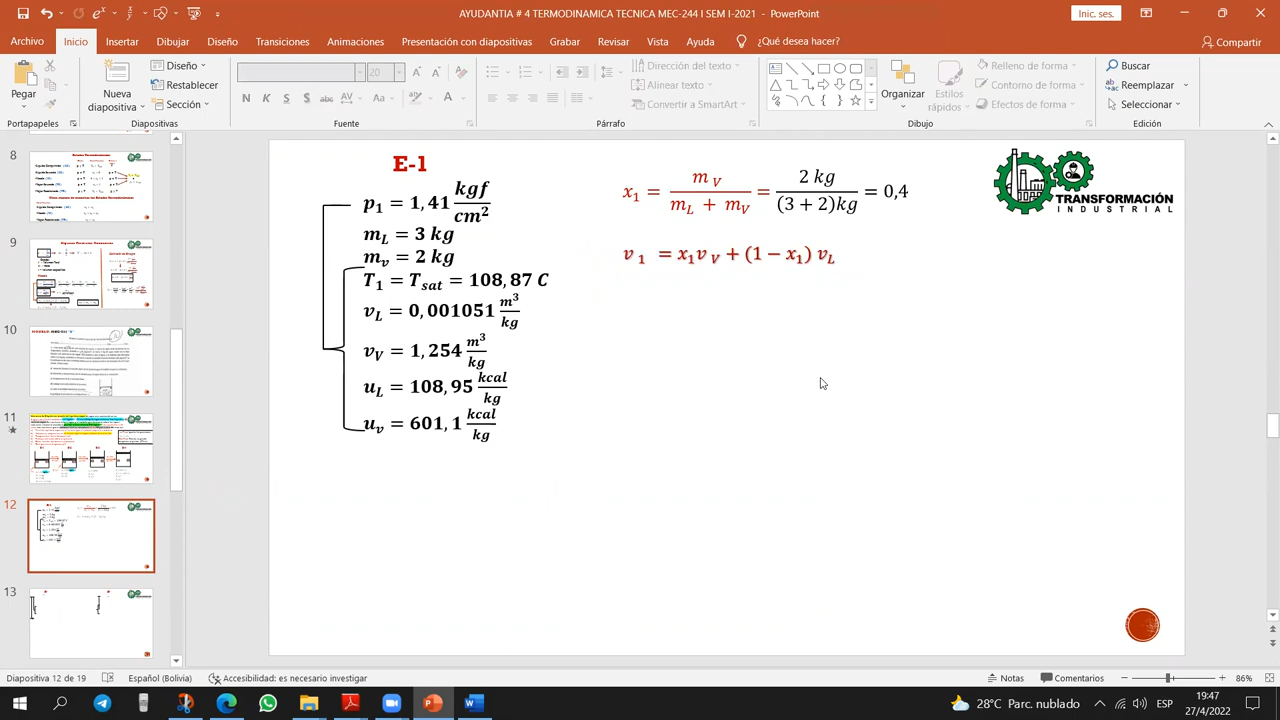 AYUDANTIA # 4 TERMODINAMICA TECNICA MEC-244 I SEM I-2021 - PowerPoint
Inic. ses.
Archivo Inicio Insertar Dibujar Diseño Transiciones Animaciones Presentación con diapositivas Grabar Revisar Vista Ayuda ¿Qué desea hacer? Compartir
Pegar
Nueva diapositiva
Diseño
Restablecer
Sección
20
N K S S abc AV Aa A
Dirección del texto
Alinear texto
Convertir a SmartArt
Organizar
Estilos rápidos
Relleno de forma
Contorno de forma
Efectos de forma
Buscar
Reemplazar
Seleccionar
Portapapeles Diapositivas Fuente Párrafo Dibujo Edición
9
10
11
12
13
E-1
p₁ = 1,41 kgf/cm²
m_L = 3 kg
m_v = 2 kg
T₁ = T_sat = 108,87 C
v_L = 0,001051 m³/kg
v_V = 1,254 m³/kg
u_L = 108,95 kcal/kg
u_v = 601,1 kcal/kg
x₁ = m_V/(m_L + m_V) = 2 kg/(3 + 2)kg = 0,4
v₁ = x₁v_V + (1 − x₁) v_L
TRANSFORMACIÓN
INDUSTRIAL
Diapositiva 12 de 19 Español (Bolivia) Accesibilidad: es necesario investigar Notas Comentarios 86%
28°C Parc. nublado ESP 19:47
27/4/2022